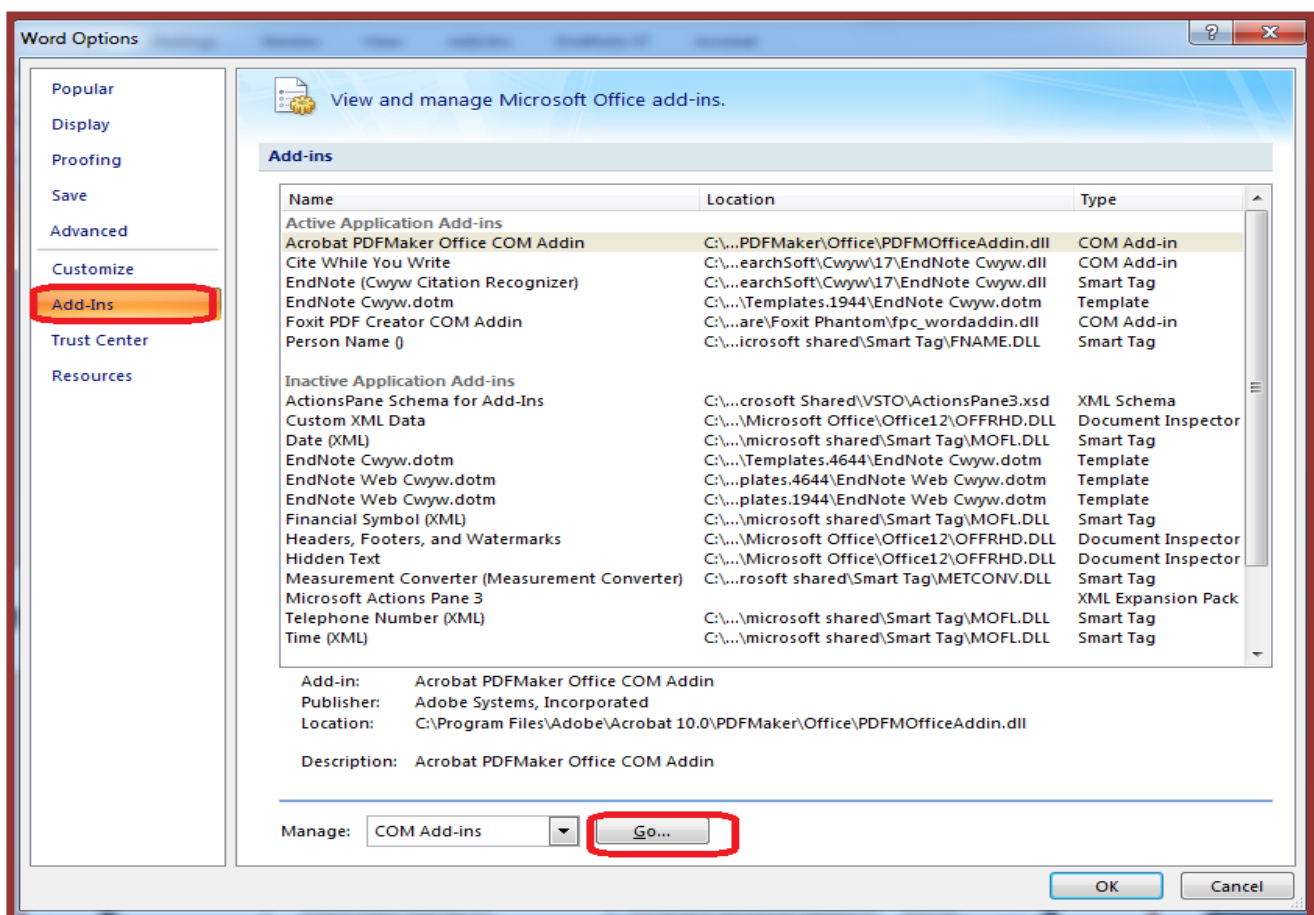 Word Options
Popular
Display
Proofing
Save
Advanced
Customize
Add-Ins
Trust Center
Resources
View and manage Microsoft Office add-ins.
Add-ins
Name Location Type
Active Application Add-ins
Acrobat PDFMaker Office COM Addin C:\...PDFMaker\Office\PDFMOfficeAddin.dll COM Add-in
Cite While You Write C:\...earchSoft\Cwyw\17\EndNote Cwyw.dll COM Add-in
EndNote (Cwyw Citation Recognizer) C:\...earchSoft\Cwyw\17\EndNote Cwyw.dll Smart Tag
EndNote Cwyw.dotm C:\...\Templates.1944\EndNote Cwyw.dotm Template
Foxit PDF Creator COM Addin C:\...are\Foxit Phantom\fpc_wordaddin.dll COM Add-in
Person Name () C:\...icrosoft shared\Smart Tag\FNAME.DLL Smart Tag
Inactive Application Add-ins
ActionsPane Schema for Add-Ins C:\...crosoft Shared\VSTO\ActionsPane3.xsd XML Schema
Custom XML Data C:\...\Microsoft Office\Office12\OFFRHD.DLL Document Inspector
Date (XML) C:\...\microsoft shared\Smart Tag\MOFL.DLL Smart Tag
EndNote Cwyw.dotm C:\...\Templates.4644\EndNote Cwyw.dotm Template
EndNote Web Cwyw.dotm C:\...plates.4644\EndNote Web Cwyw.dotm Template
EndNote Web Cwyw.dotm C:\...plates.1944\EndNote Web Cwyw.dotm Template
Financial Symbol (XML) C:\...\microsoft shared\Smart Tag\MOFL.DLL Smart Tag
Headers, Footers, and Watermarks C:\...\Microsoft Office\Office12\OFFRHD.DLL Document Inspector
Hidden Text C:\...\Microsoft Office\Office12\OFFRHD.DLL Document Inspector
Measurement Converter (Measurement Converter) C:\...rosoft shared\Smart Tag\METCONV.DLL Smart Tag
Microsoft Actions Pane 3 XML Expansion Pack
Telephone Number (XML) C:\...\microsoft shared\Smart Tag\MOFL.DLL Smart Tag
Time (XML) C:\...\microsoft shared\Smart Tag\MOFL.DLL Smart Tag
Add-in: Acrobat PDFMaker Office COM Addin
Publisher: Adobe Systems, Incorporated
Location: C:\Program Files\Adobe\Acrobat 10.0\PDFMaker\Office\PDFMOfficeAddin.dll
Description: Acrobat PDFMaker Office COM Addin
Manage: COM Add-ins Go...
OK Cancel